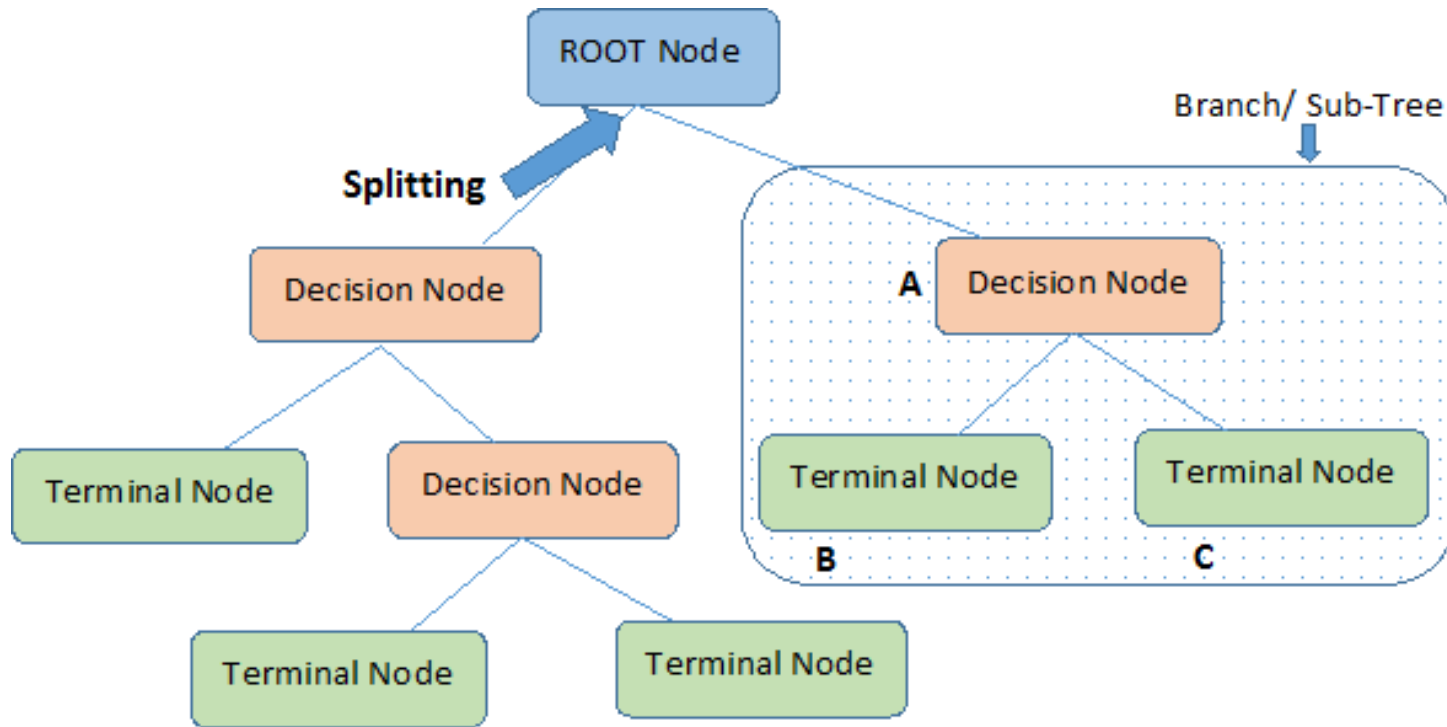 ROOT Node
Branch/ Sub-Tree
Splitting
Decision Node
A
Decision Node
Terminal Node
Decision Node
Terminal Node
Terminal Node
B
C
Terminal Node
Terminal Node